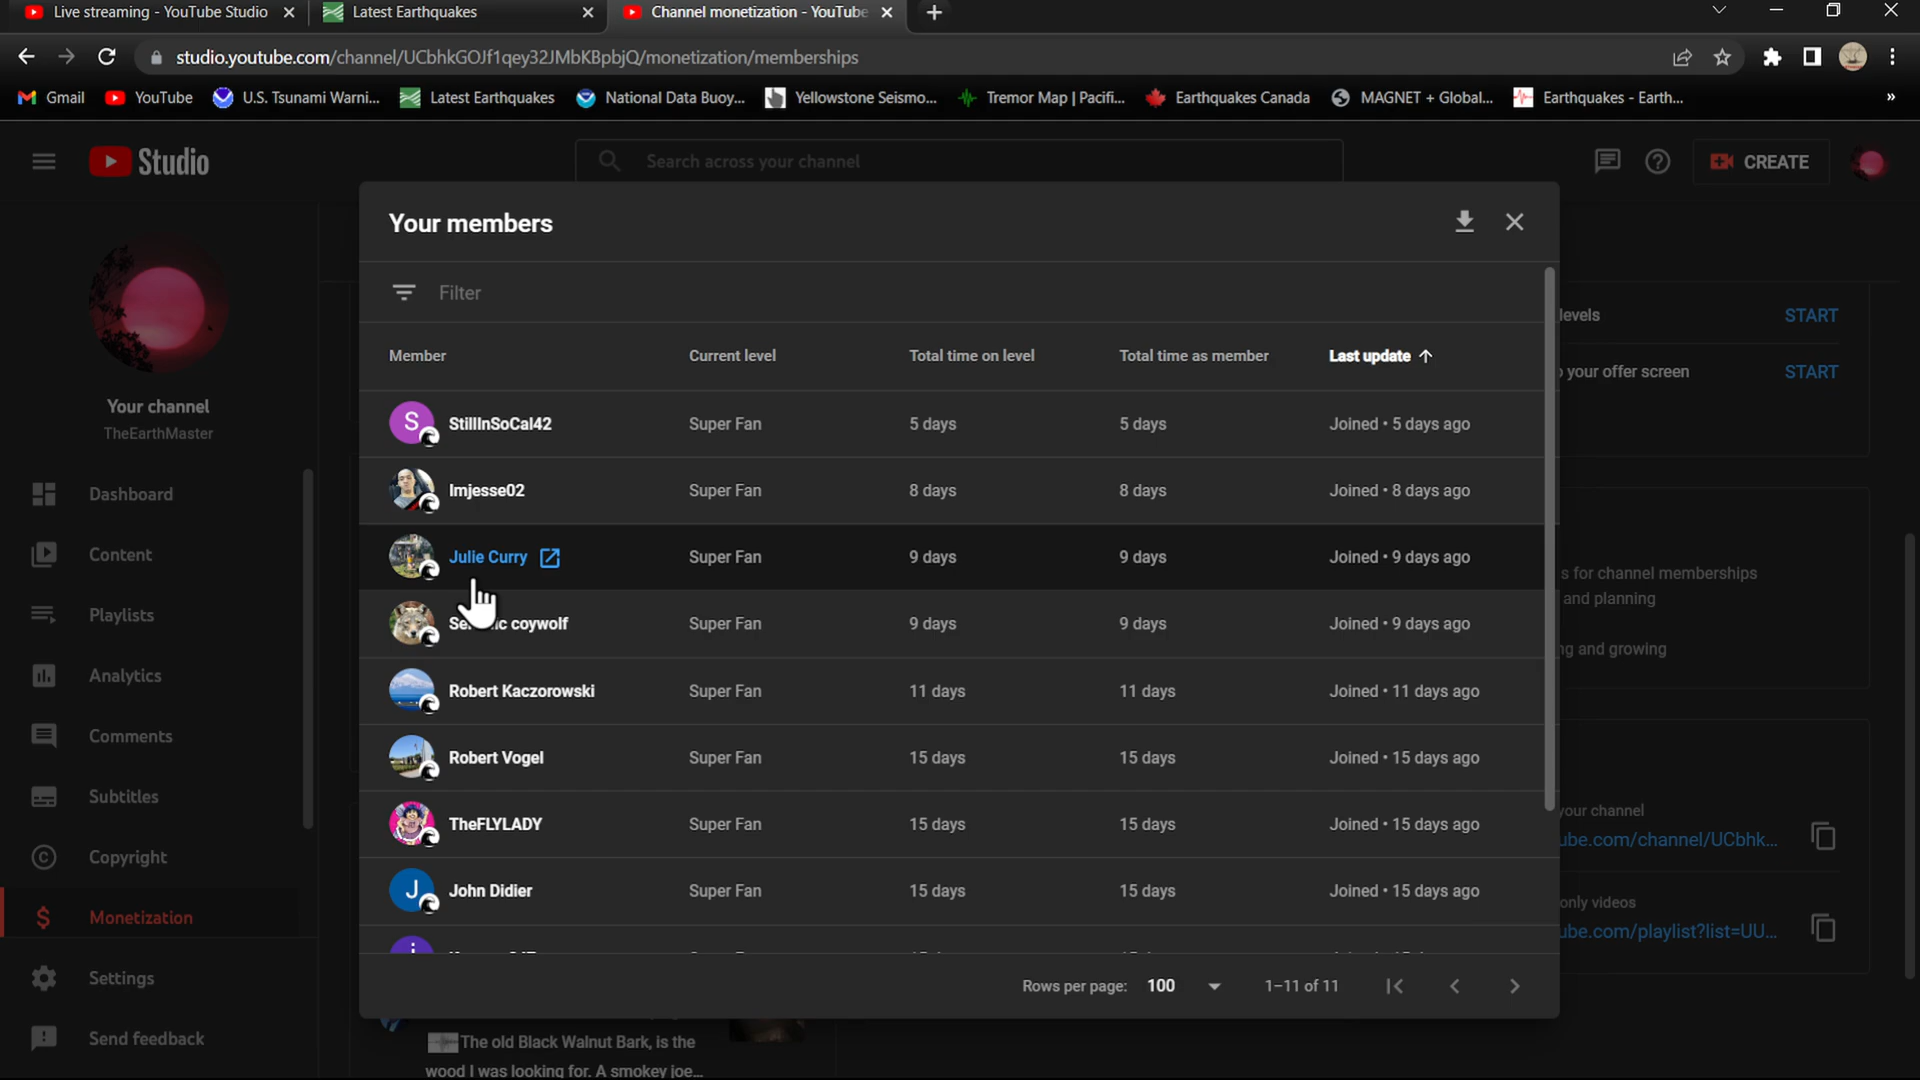 Live streaming - YouTube Studio
Latest Earthquakes
Channel monetization - YouTube
studio.youtube.com/channel/UCbhkGOJf1qey32JMbKBpbjQ/monetization/memberships
Gmail YouTube U.S. Tsunami Warni... Latest Earthquakes National Data Buoy... Yellowstone Seismo... Tremor Map | Pacifi... Earthquakes Canada MAGNET + Global... Earthquakes - Earth... »
Studio
Search across your channel
CREATE
Your members
Filter
Member Current level Total time on level Total time as member Last update
S StillInSoCal42 Super Fan 5 days 5 days Joined • 5 days ago
Imjesse02 Super Fan 8 days 8 days Joined • 8 days ago
Julie Curry Super Fan 9 days 9 days Joined • 9 days ago
coywolf Super Fan 9 days 9 days Joined • 9 days ago
Robert Kaczorowski Super Fan 11 days 11 days Joined • 11 days ago
Robert Vogel Super Fan 15 days 15 days Joined • 15 days ago
TheFLYLADY Super Fan 15 days 15 days Joined • 15 days ago
J John Didier Super Fan 15 days 15 days Joined • 15 days ago
Rows per page: 100 1–11 of 11
Your channel
TheEarthMaster
Dashboard
Content
Playlists
Analytics
Comments
Subtitles
Copyright
Monetization
Settings
Send feedback
levels START
your offer screen START
s for channel memberships
and planning
ng and growing
your channel
ube.com/channel/UCbhk...
only videos
ube.com/playlist?list=UU...
The old Black Walnut Bark, is the
wood I was looking for. A smokey joe...